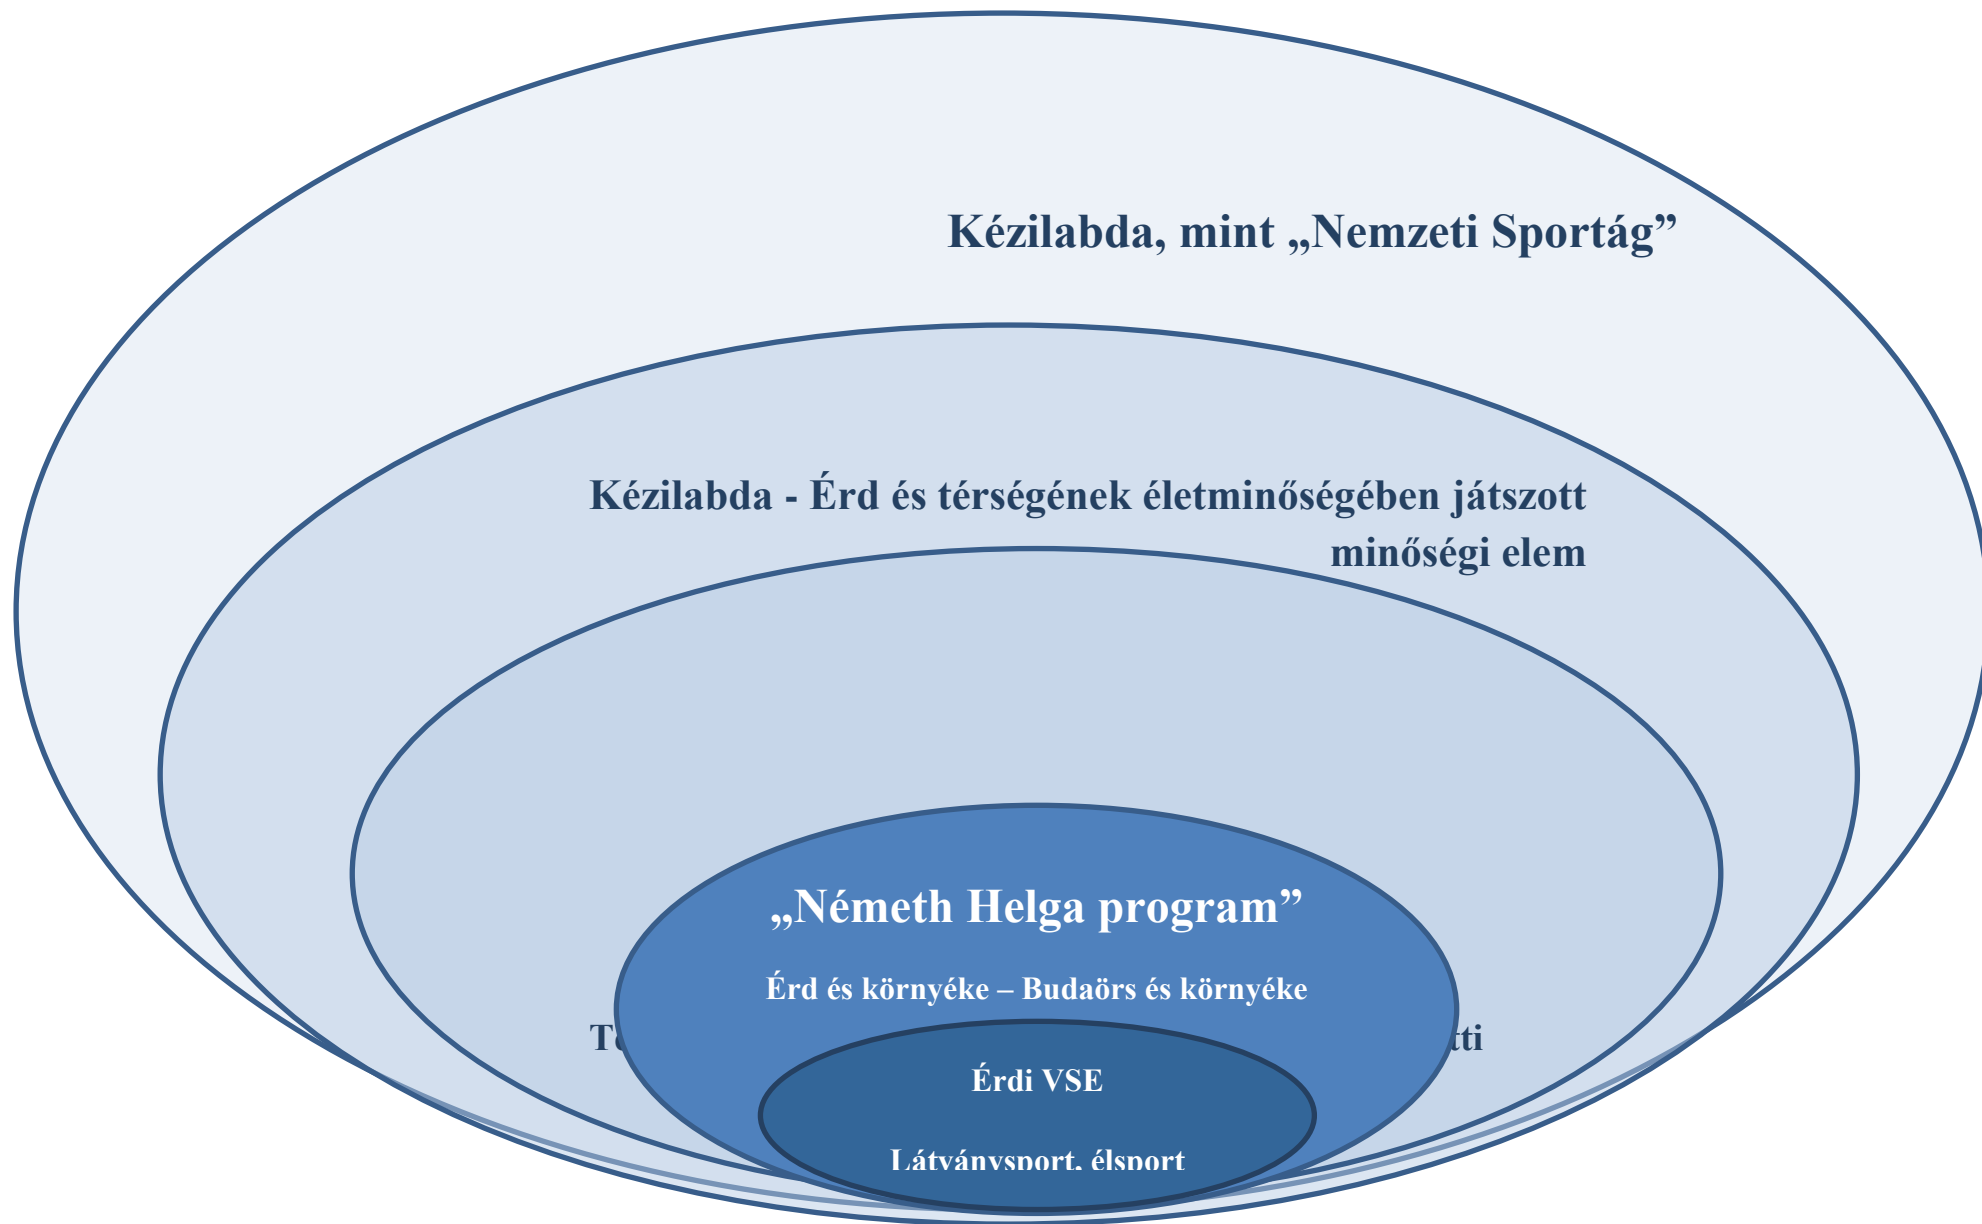 Kézilabda, mint „Nemzeti Sportág”
Kézilabda - Érd és térségének életminőségében játszott
minőségi elem
„Németh Helga program”
Érd és környéke – Budaörs és környéke
Érdi VSE
Látványsport, élsport